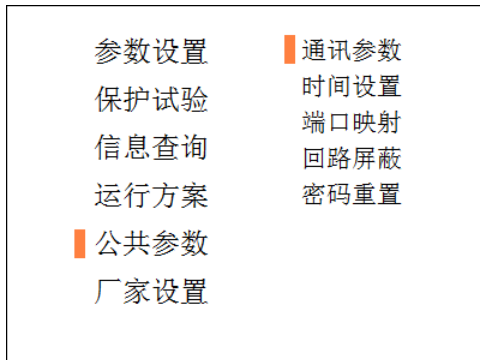 参数设置
保护试验
信息查询
运行方案
公共参数
厂家设置
通讯参数
时间设置
端口映射
回路屏蔽
密码重置